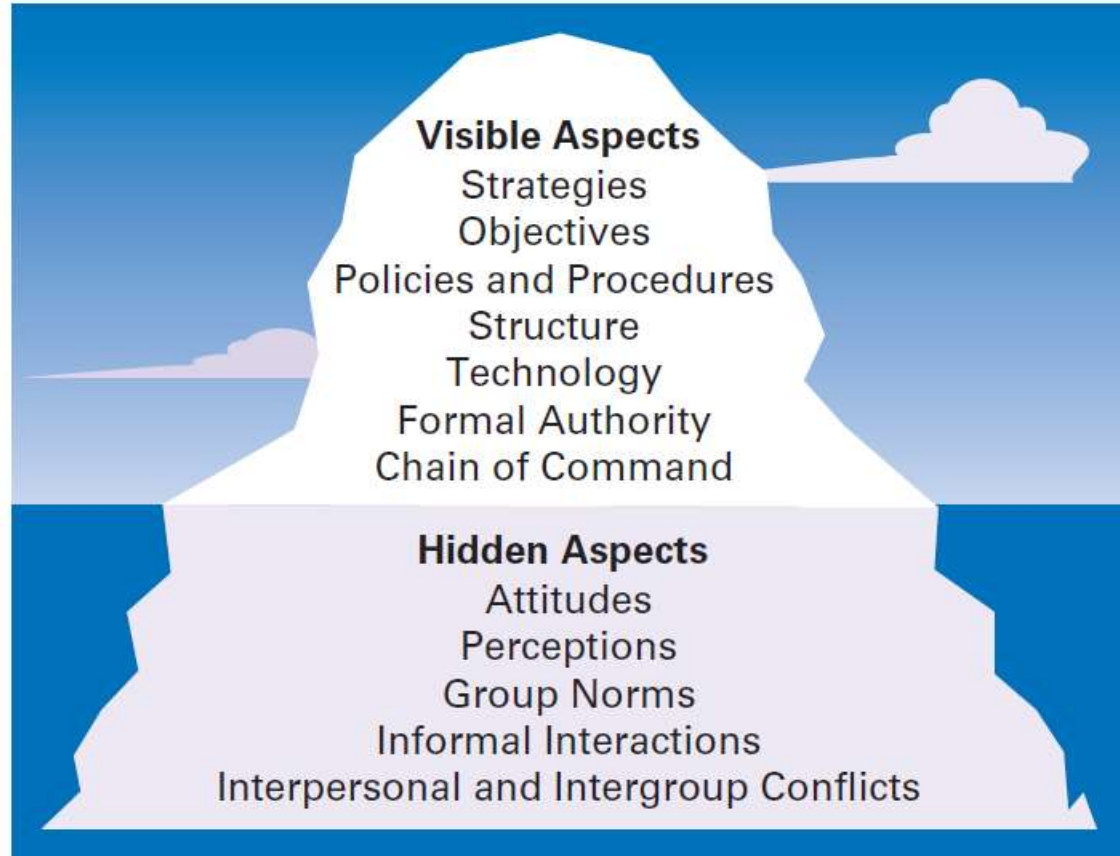 Visible Aspects
Strategies
Objectives
Policies and Procedures
Structure
Technology
Formal Authority
Chain of Command
Hidden Aspects
Attitudes
Perceptions
Group Norms
Informal Interactions
Interpersonal and Intergroup Conflicts